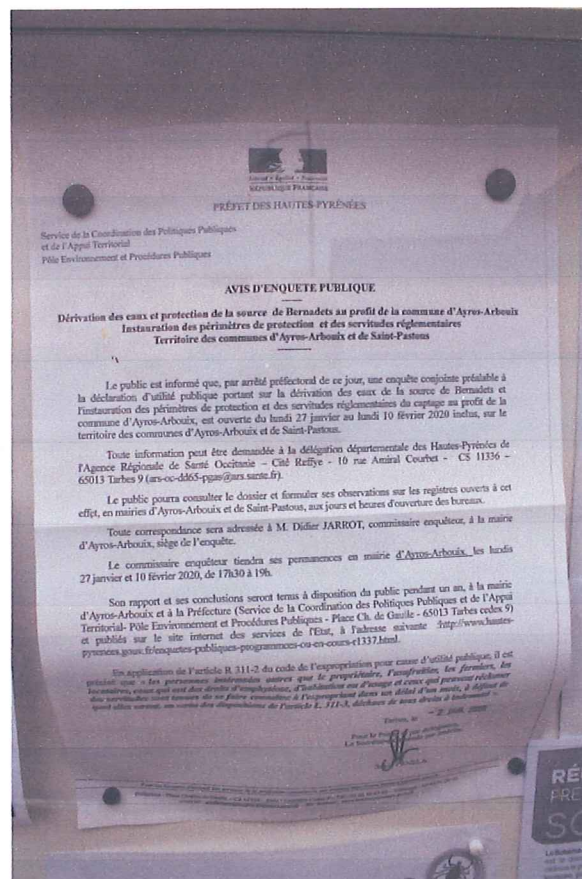 Liberté • Égalité • Fraternité
RÉPUBLIQUE FRANÇAISE
PRÉFET DES HAUTES-PYRÉNÉES
Service de la Coordination des Politiques Publiques
et de l'Appui Territorial
Pôle Environnement et Procédures Publiques
AVIS D'ENQUETE PUBLIQUE
Dérivation des eaux et protection de la source de Bernadets au profit de la commune d'Ayros-Arbouix
Instauration des périmètres de protection et des servitudes réglementaires
Territoire des communes d'Ayros-Arbouix et de Saint-Pastous
Le public est informé que, par arrêté préfectoral de ce jour, une enquête conjointe préalable à
la déclaration d'utilité publique portant sur la dérivation des eaux de la source de Bernadets et
l'instauration des périmètres de protection et des servitudes réglementaires du captage au profit de la
commune d'Ayros-Arbouix, est ouverte du lundi 27 janvier au lundi 10 février 2020 inclus, sur le
territoire des communes d'Ayros-Arbouix et de Saint-Pastous.
Toute information peut être demandée à la délégation départementale des Hautes-Pyrénées de
l'Agence Régionale de Santé Occitanie – Cité Reffye - 10 rue Amiral Courbet - CS 11336 –
65013 Tarbes 9 (ars-oc-dd65-pgas@ars.sante.fr).
Le public pourra consulter le dossier et formuler ses observations sur les registres ouverts à cet
effet, en mairies d'Ayros-Arbouix et de Saint-Pastous, aux jours et heures d'ouverture des bureaux.
Toute correspondance sera adressée à M. Didier JARROT, commissaire enquêteur, à la mairie
d'Ayros-Arbouix, siège de l'enquête.
Le commissaire enquêteur tiendra ses permanences en mairie d'Ayros-Arbouix, les lundis
27 janvier et 10 février 2020, de 17h30 à 19h.
Son rapport et ses conclusions seront tenus à disposition du public pendant un an, à la mairie
d'Ayros-Arbouix et à la Préfecture (Service de la Coordination des Politiques Publiques et de l'Appui
Territorial- Pôle Environnement et Procédures Publiques - Place Ch. de Gaulle - 65013 Tarbes cedex 9)
et publiés sur le site internet des services de l'Etat, à l'adresse suivante :http://www.hautes-
pyrenees.gouv.fr/enquetes-publiques-programmees-ou-en-cours-r1337.html.
En application de l'article R 311-2 du code de l'expropriation pour cause d'utilité publique, il est
précisé que « les personnes intéressées autres que le propriétaire, l'usufruitier, les fermiers, les
locataires, ceux qui ont des droits d'emphytéose, d'habitation ou d'usage et ceux qui peuvent réclamer
des servitudes sont tenues de se faire connaître à l'expropriant dans un délai d'un mois, à défaut de
quoi elles seront, en vertu des dispositions de l'article L. 311-3, déchues de tous droits à indemnité ».
Tarbes, le
Pour le Préfet
RÉ
PRÉ
SO